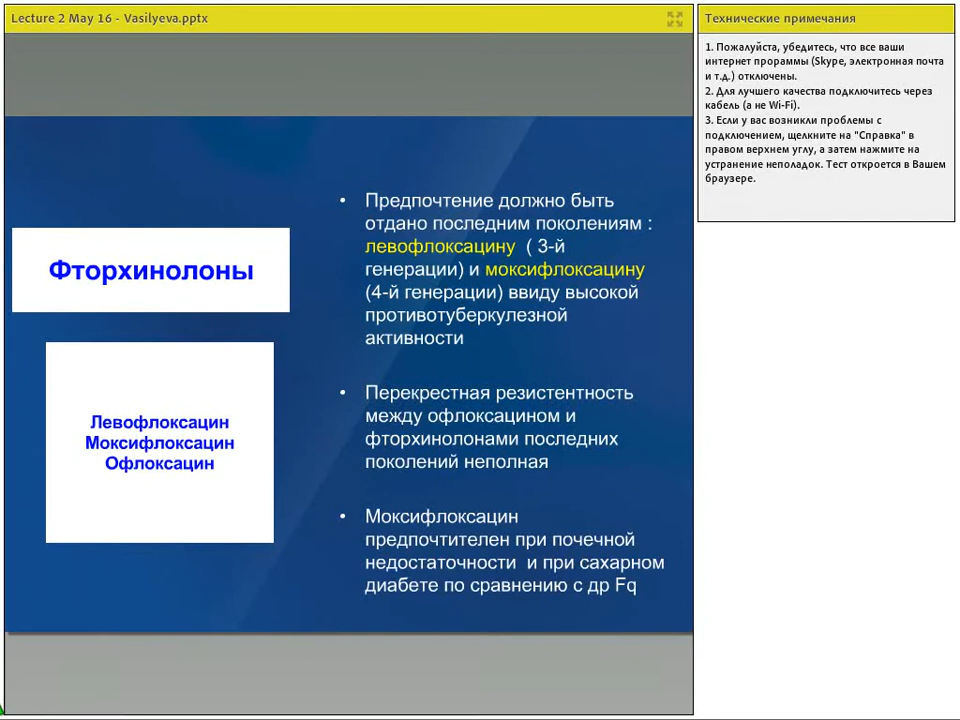 Lecture 2 May 16 - Vasilyeva.pptx
Фторхинолоны
Левофлоксацин
Моксифлоксацин
Офлоксацин
• Предпочтение должно быть
отдано последним поколениям :
левофлоксацину ( 3-й
генерации) и моксифлоксацину
(4-й генерации) ввиду высокой
противотуберкулезной
активности
• Перекрестная резистентность
между офлоксацином и
фторхинолонами последних
поколений неполная
• Моксифлоксацин
предпочтителен при почечной
недостаточности и при сахарном
диабете по сравнению с др Fq
Технические примечания
1. Пожалуйста, убедитесь, что все ваши
интернет прораммы (Skype, электронная почта
и т.д.) отключены.
2. Для лучшего качества подключитесь через
кабель (а не Wi-Fi).
3. Если у вас возникли проблемы с
подключением, щелкните на "Справка" в
правом верхнем углу, а затем нажмите на
устранение неполадок. Тест откроется в Вашем
браузере.